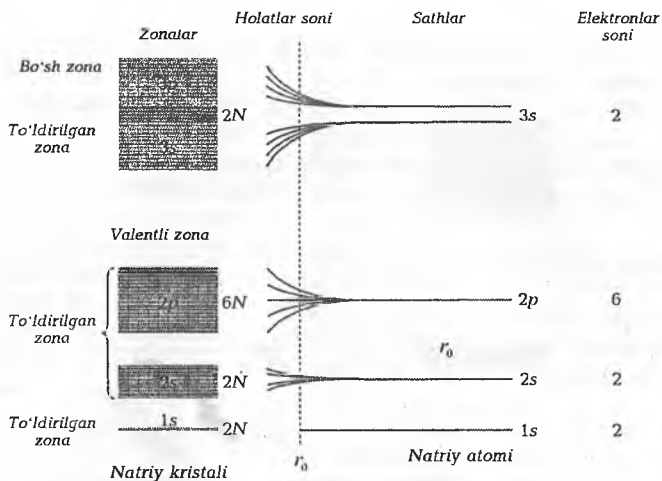 Zonalar
Holatlar soni
Sathlar
Elektronlar
soni
Bo'sh zona
2N
3s
2
To'ldirilgan
zona
3s
Valentli zona
2p
6N
2p
6
To'ldirilgan
zona
r₀
2s
2N
2s
2
To'ldirilgan
zona
1s
2N
1s
2
Natriy kristali
r₀
Natriy atomi